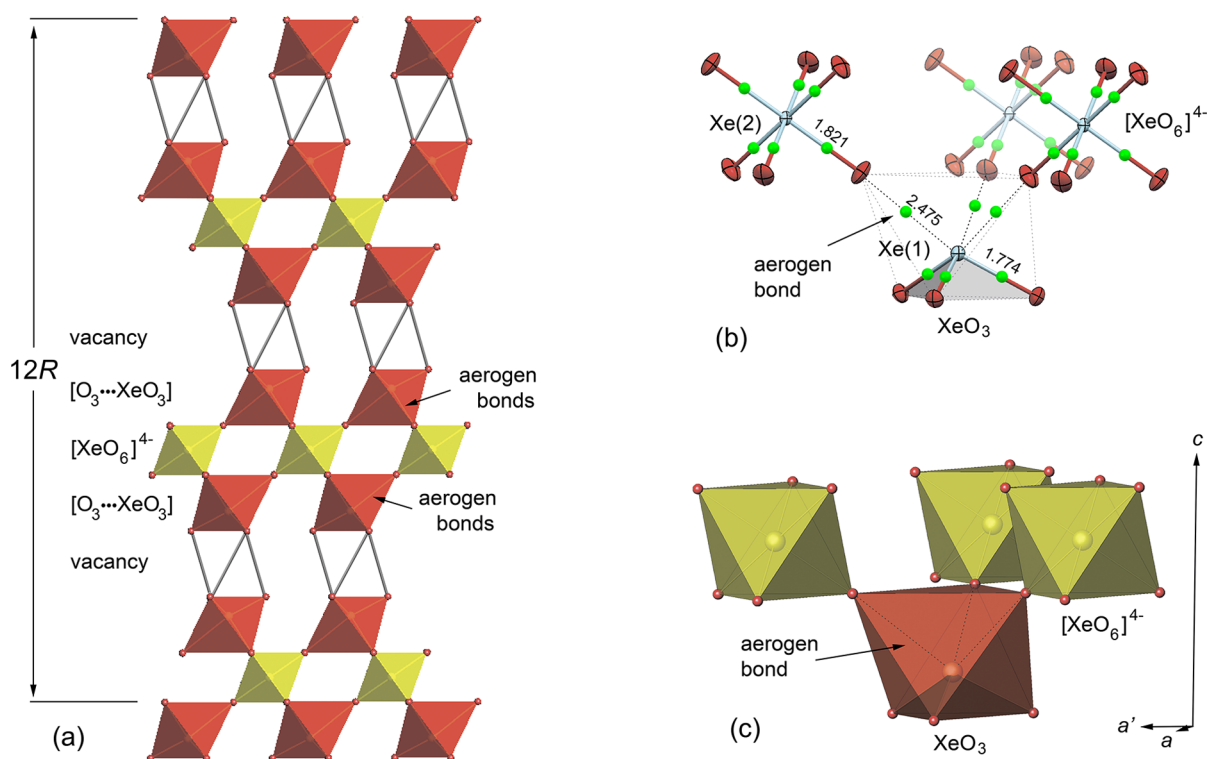 12R
vacancy
[O₃•••XeO₃]
[XeO₆]⁴⁻
[O₃•••XeO₃]
vacancy
aerogen
bonds
aerogen
bonds
(a)
Xe(2)
1.821
[XeO₆]⁴⁻
2.475
Xe(1)
1.774
aerogen
bond
XeO₃
(b)
c
[XeO₆]⁴⁻
aerogen
bond
a'
a
XeO₃
(c)